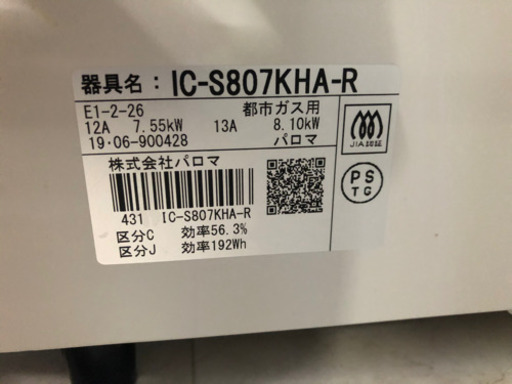 器具名: IC-S807KHA-R
E1-2-26 都市ガス用
12A 7.55kW 13A 8.10kW
19・06-900428 パロマ
JIA認証
株式会社パロマ
PS
TG
431 IC-S807KHA-R
区分C 効率56.3%
区分J 効率192Wh